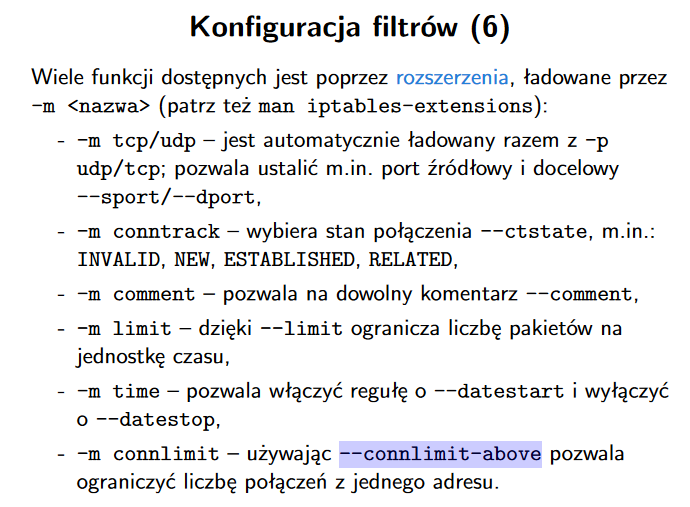 Konfiguracja filtrów (6)
Wiele funkcji dostępnych jest poprzez rozszerzenia, ładowane przez
-m <nazwa> (patrz też man iptables-extensions):
- -m tcp/udp – jest automatycznie ładowany razem z -p
udp/tcp; pozwala ustalić m.in. port źródłowy i docelowy
--sport/--dport,
- -m conntrack – wybiera stan połączenia --ctstate, m.in.:
INVALID, NEW, ESTABLISHED, RELATED,
- -m comment – pozwala na dowolny komentarz --comment,
- -m limit – dzięki --limit ogranicza liczbę pakietów na
jednostkę czasu,
- -m time – pozwala włączyć regułę o --datestart i wyłączyć
o --datestop,
- -m connlimit – używając --connlimit-above pozwala
ograniczyć liczbę połączeń z jednego adresu.